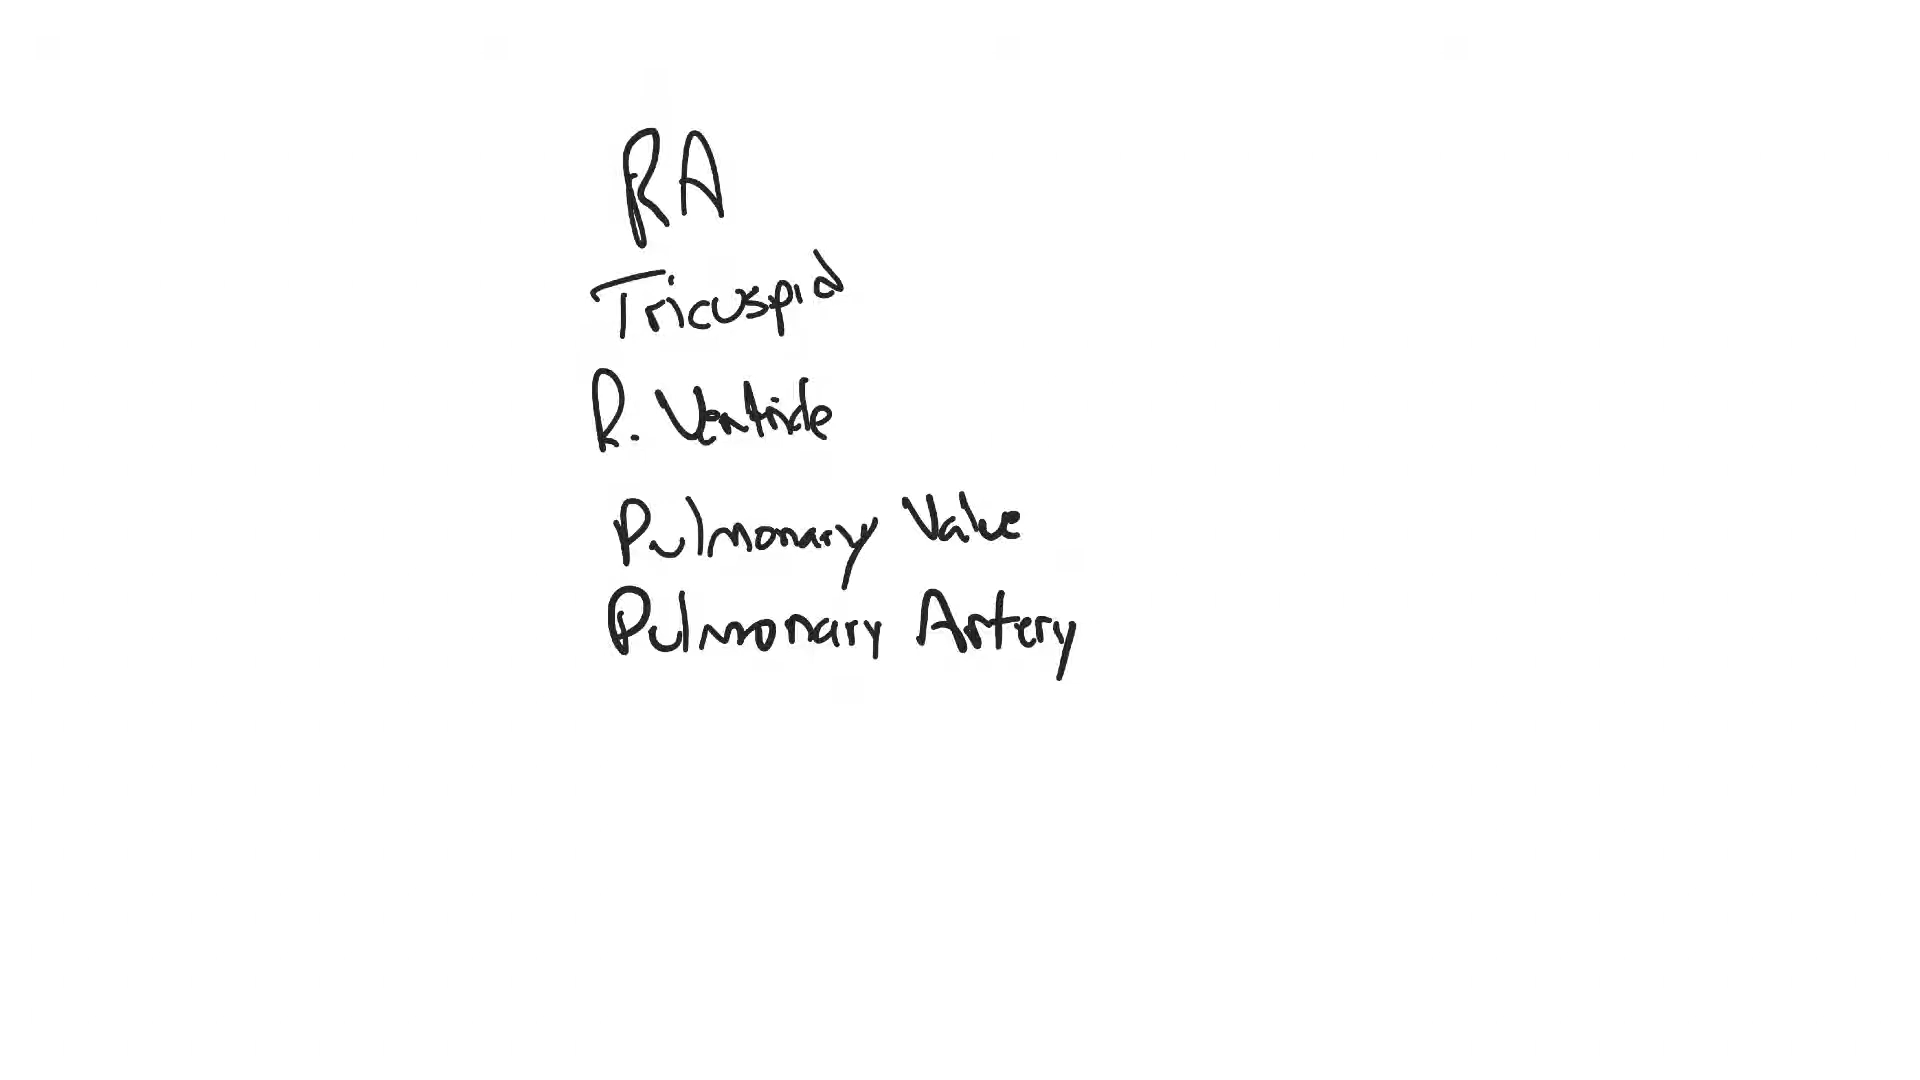 RA
Tricuspid
R. Ventricle
Pulmonary Valve
Pulmonary Artery